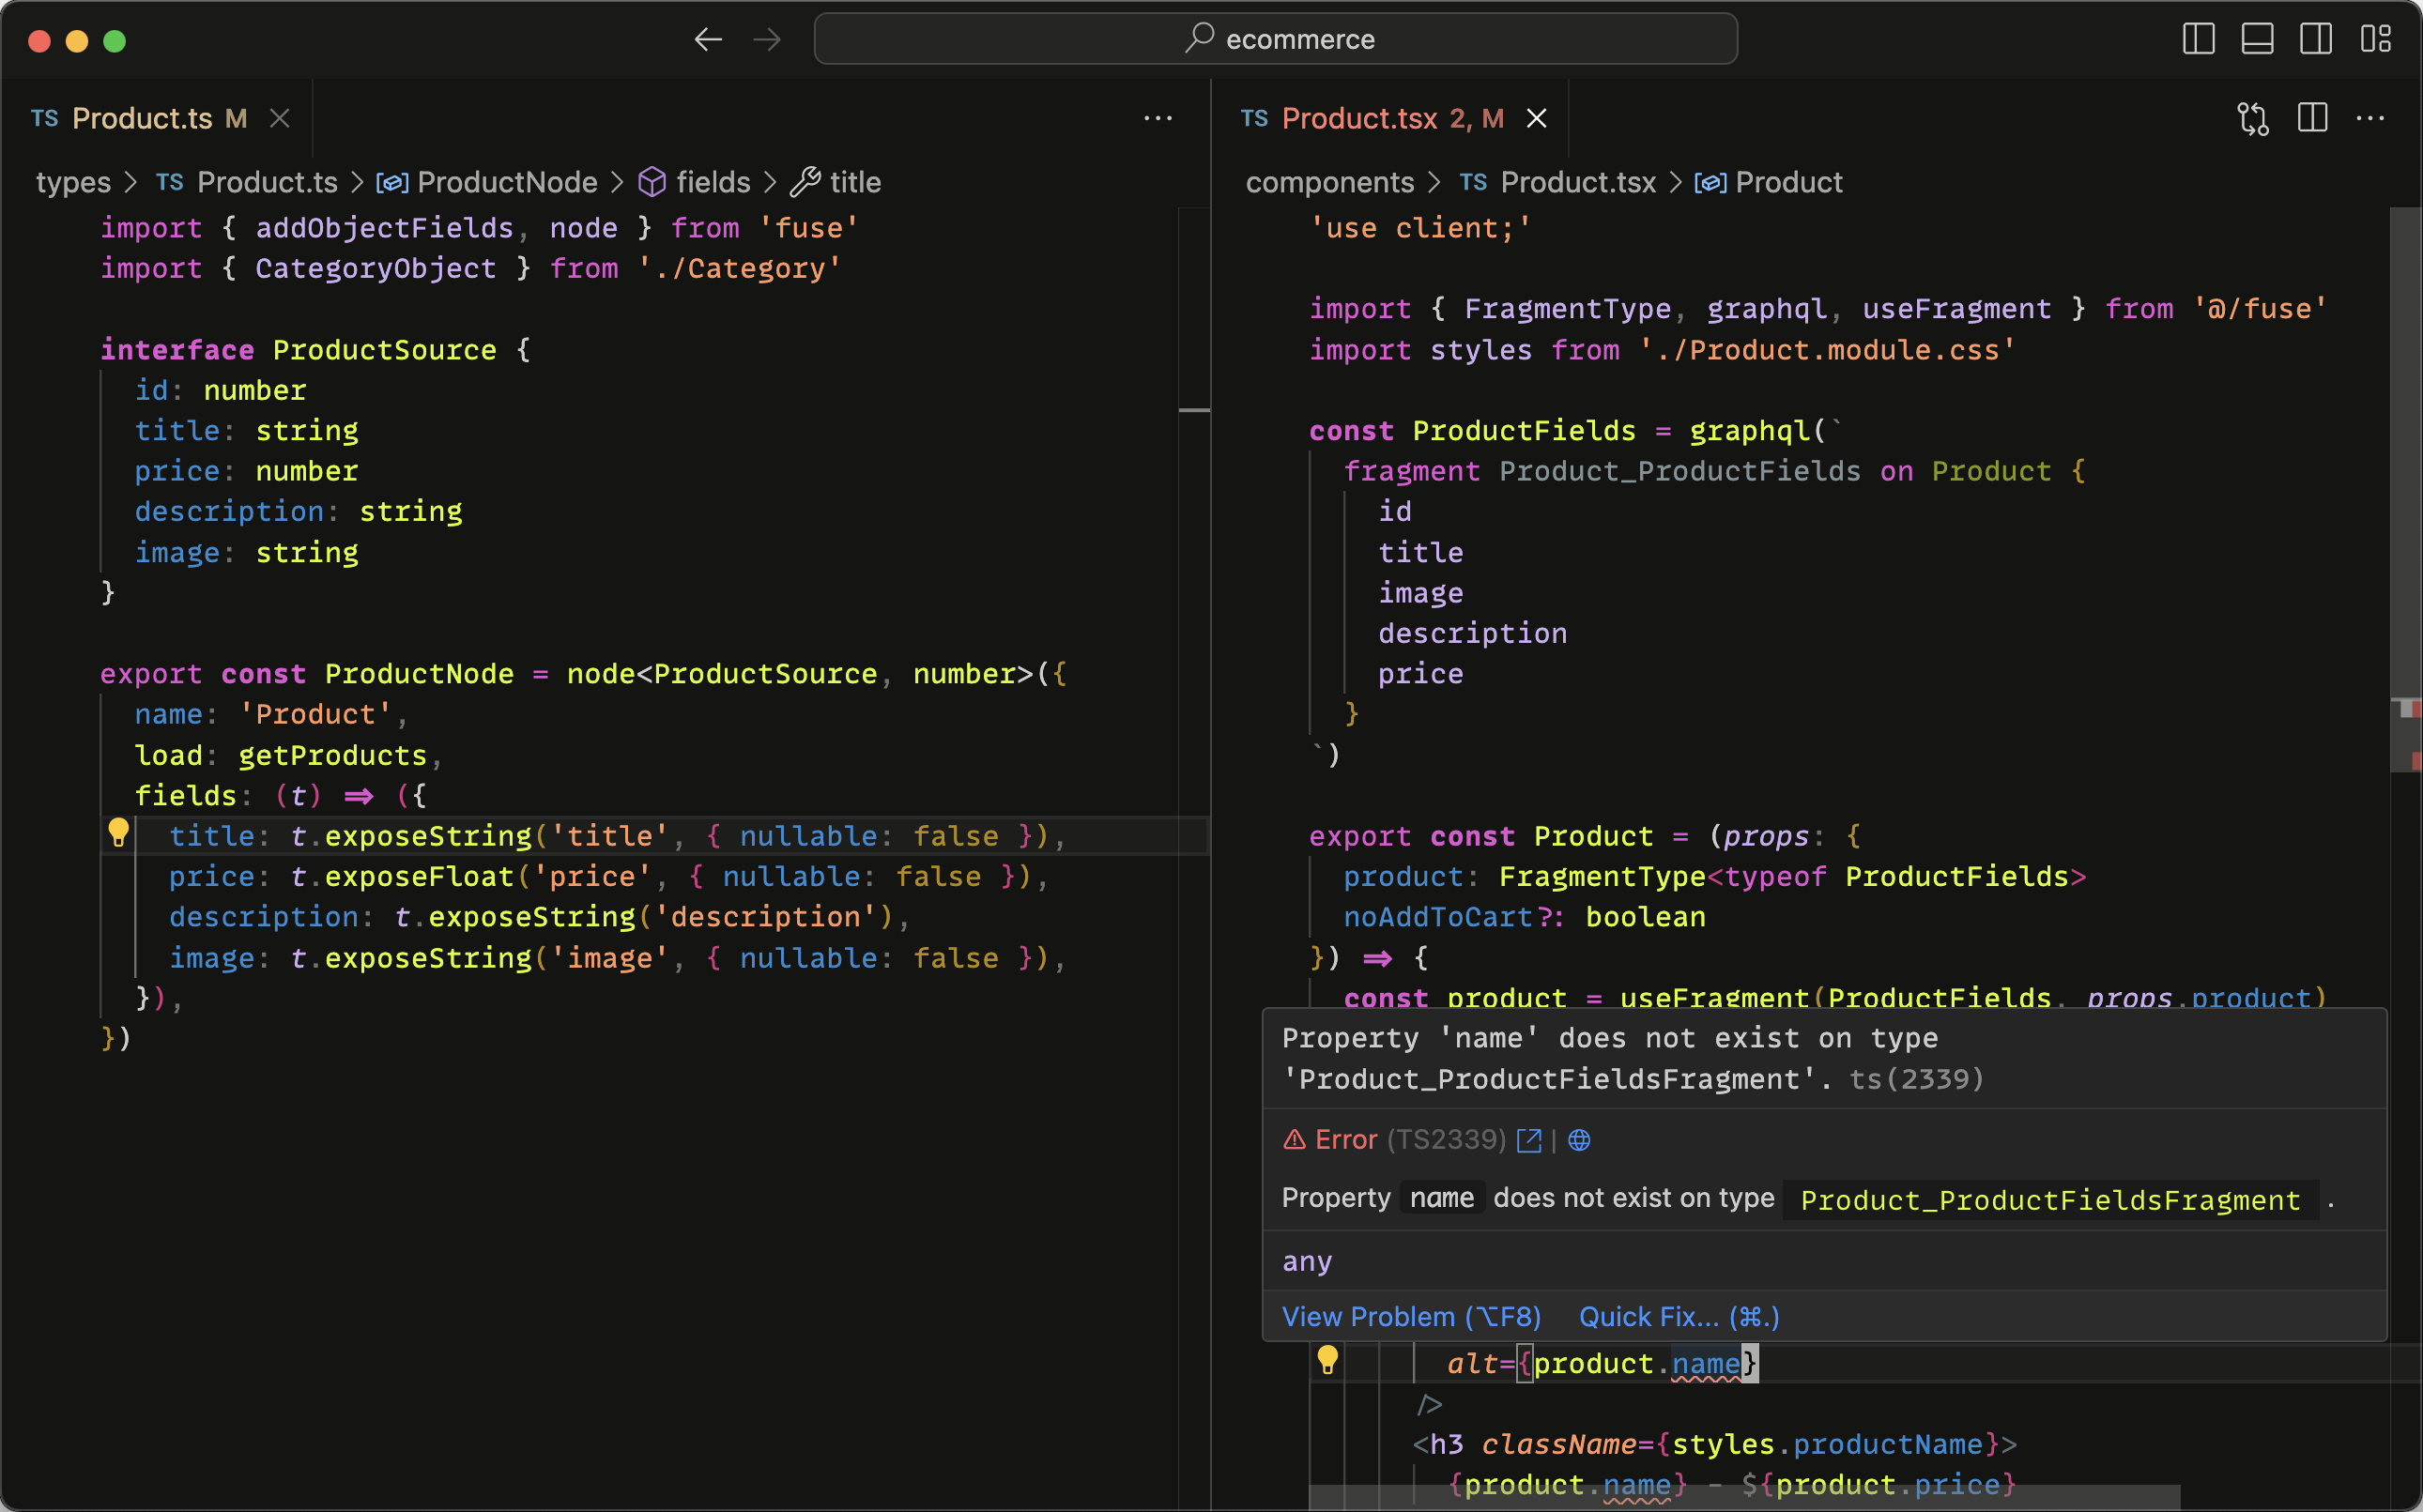 ecommerce
TS Product.ts M
types > TS Product.ts > ProductNode > fields > title
import { addObjectFields, node } from 'fuse'
import { CategoryObject } from './Category'
interface ProductSource {
id: number
title: string
price: number
description: string
image: string
}
export const ProductNode = node<ProductSource, number>({
name: 'Product',
load: getProducts,
fields: (t) => ({
title: t.exposeString('title', { nullable: false }),
price: t.exposeFloat('price', { nullable: false }),
description: t.exposeString('description'),
image: t.exposeString('image', { nullable: false }),
}),
})
TS Product.tsx 2, M
components > TS Product.tsx > Product
'use client;'
import { FragmentType, graphql, useFragment } from '@/fuse'
import styles from './Product.module.css'
const ProductFields = graphql(`
fragment Product_ProductFields on Product {
id
title
image
description
price
}
`)
export const Product = (props: {
product: FragmentType<typeof ProductFields>
noAddToCart?: boolean
}) => {
const product = useFragment(ProductFields, props.product)
Property 'name' does not exist on type
'Product_ProductFieldsFragment'. ts(2339)
Error (TS2339) |
Property name does not exist on type Product_ProductFieldsFragment .
any
View Problem (⌥F8) Quick Fix... (⌘.)
alt={product.name}
/>
<h3 className={styles.productName}>
{product.name} - ${product.price}